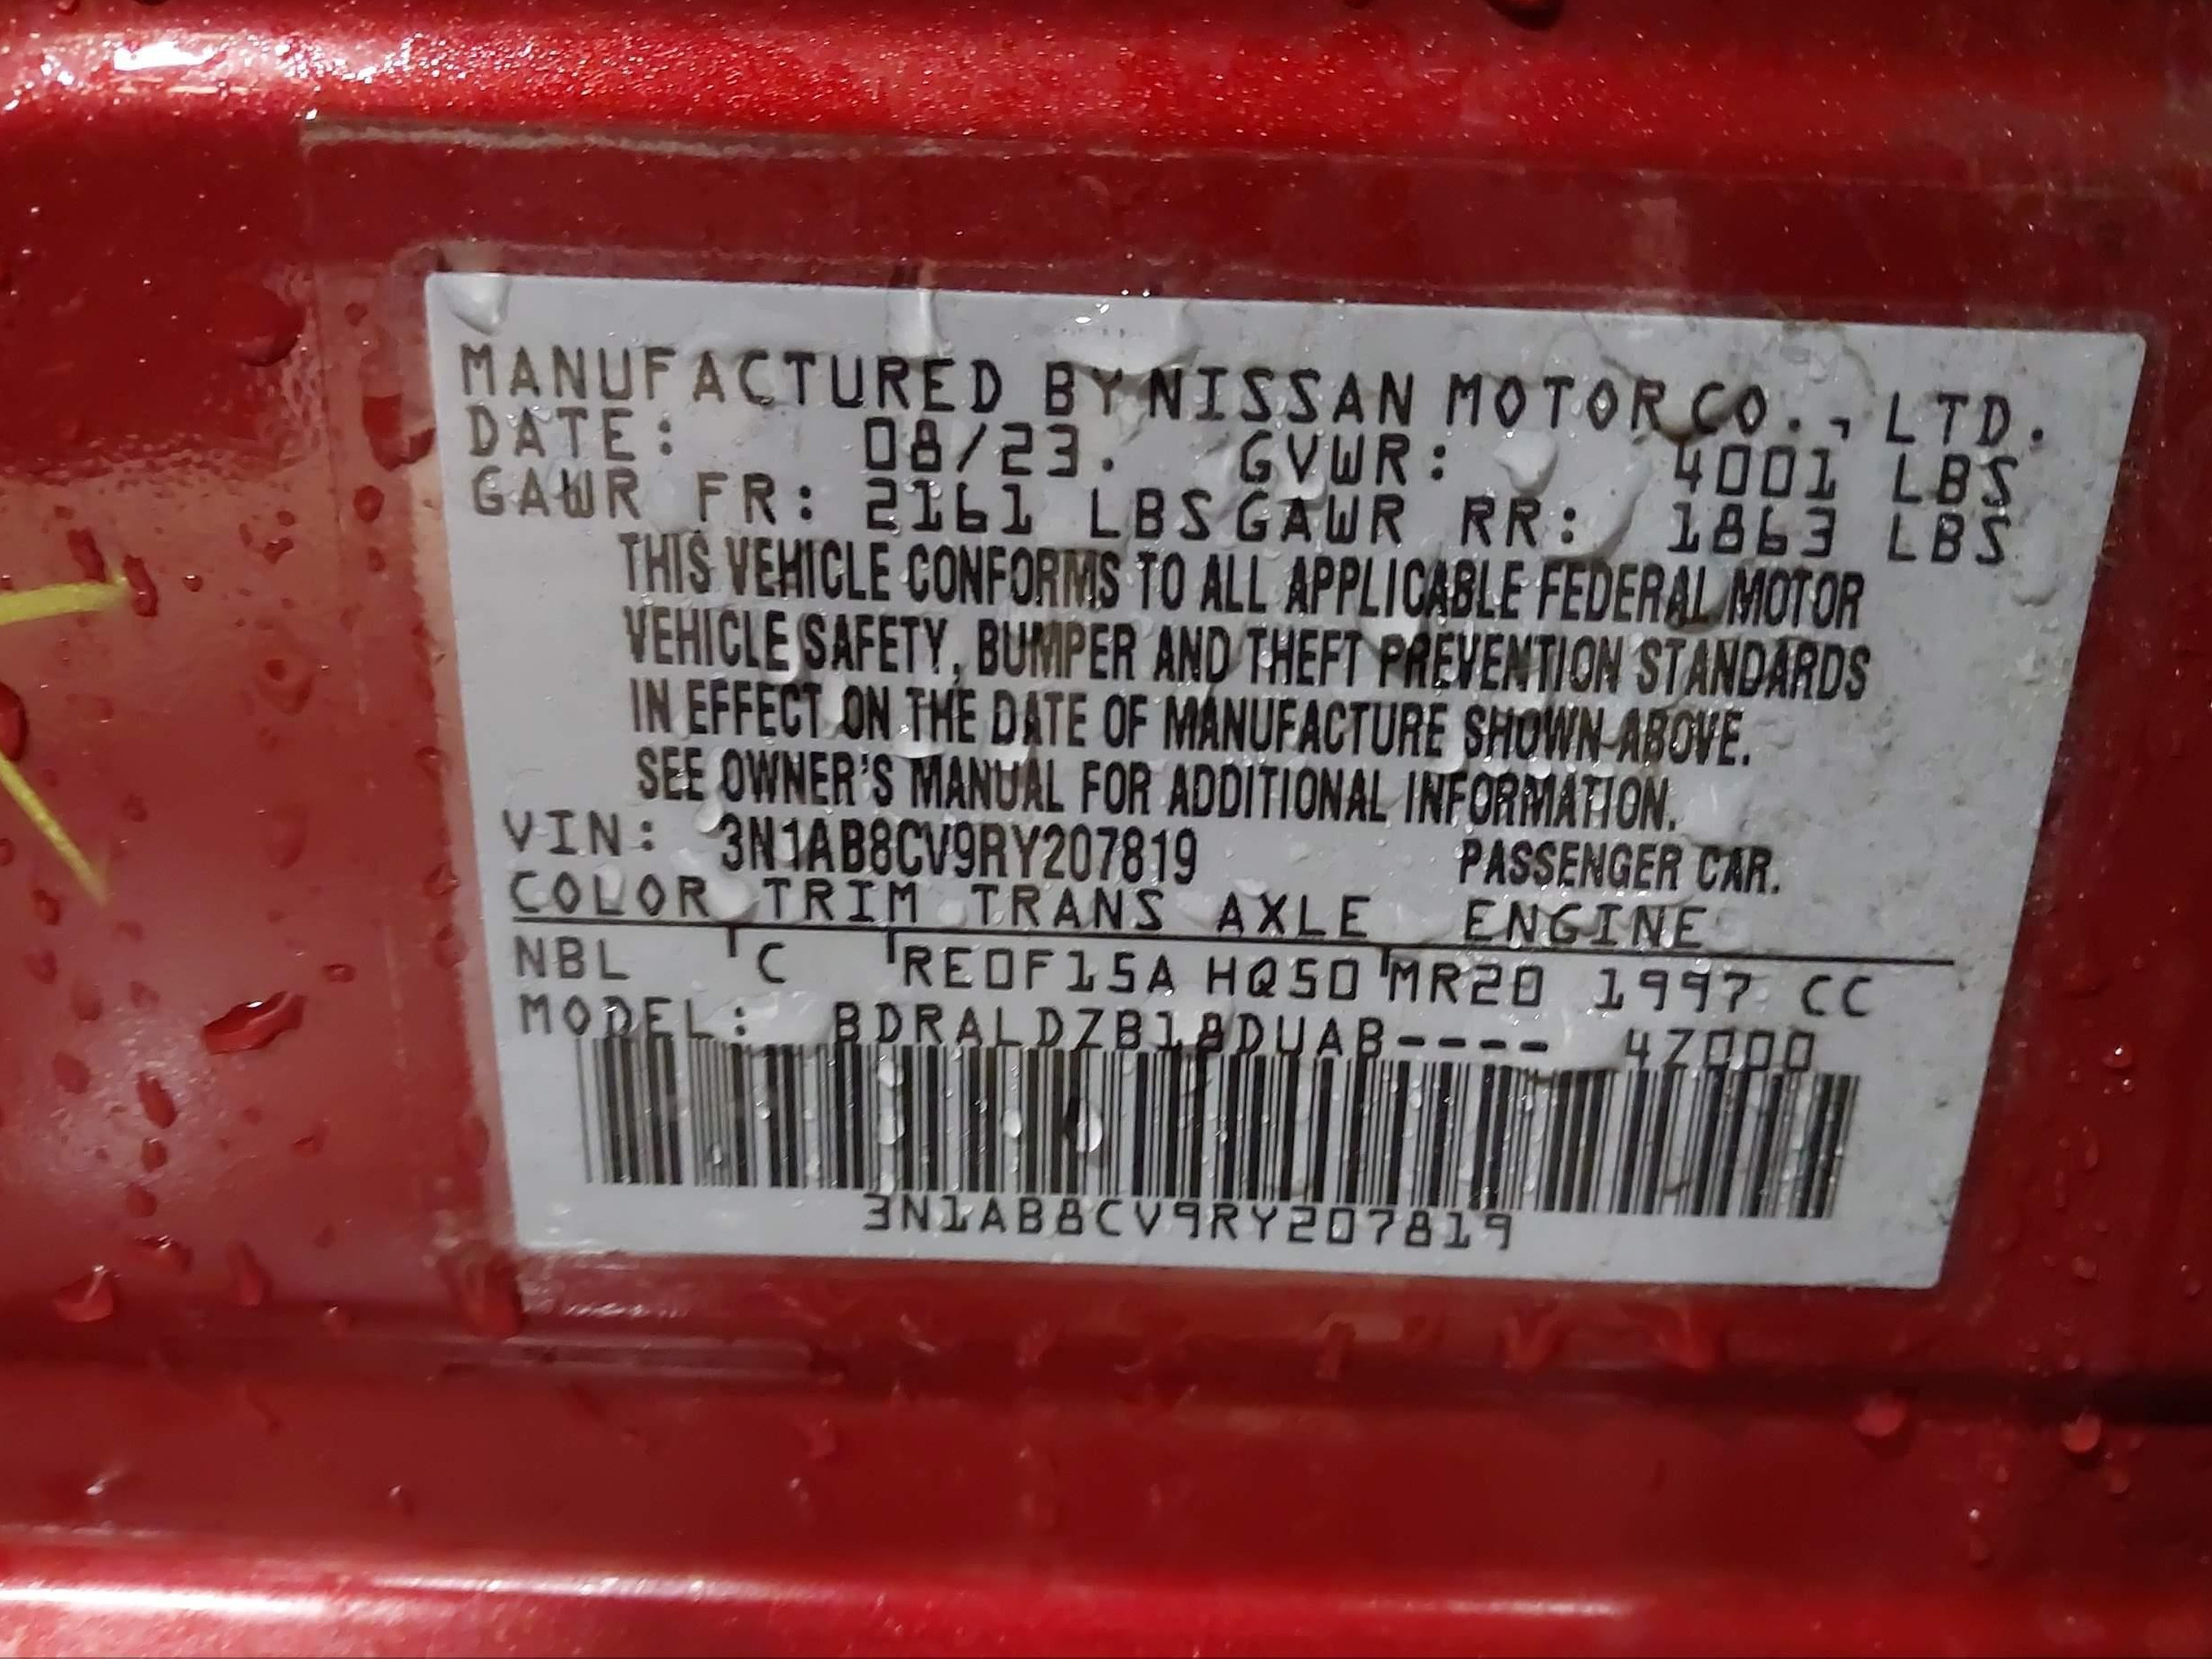 MANUFACTURED BY NISSAN MOTOR CO., LTD.
DATE: 08/23. GVWR: 4001 LBS
GAWR FR: 2161 LBS GAWR RR: 1863 LBS
THIS VEHICLE CONFORMS TO ALL APPLICABLE FEDERAL MOTOR
VEHICLE SAFETY, BUMPER AND THEFT PREVENTION STANDARDS
IN EFFECT ON THE DATE OF MANUFACTURE SHOWN ABOVE.
SEE OWNER'S MANUAL FOR ADDITIONAL INFORMATION.
VIN: 3N1AB8CV9RY207819 PASSENGER CAR.
COLOR TRIM TRANS AXLE ENGINE
NBL C RE0F15A HQ50 MR20 1997 CC
MODEL: BDRALDZB18DUAB---- 4Z000
3N1AB8CV9RY207819